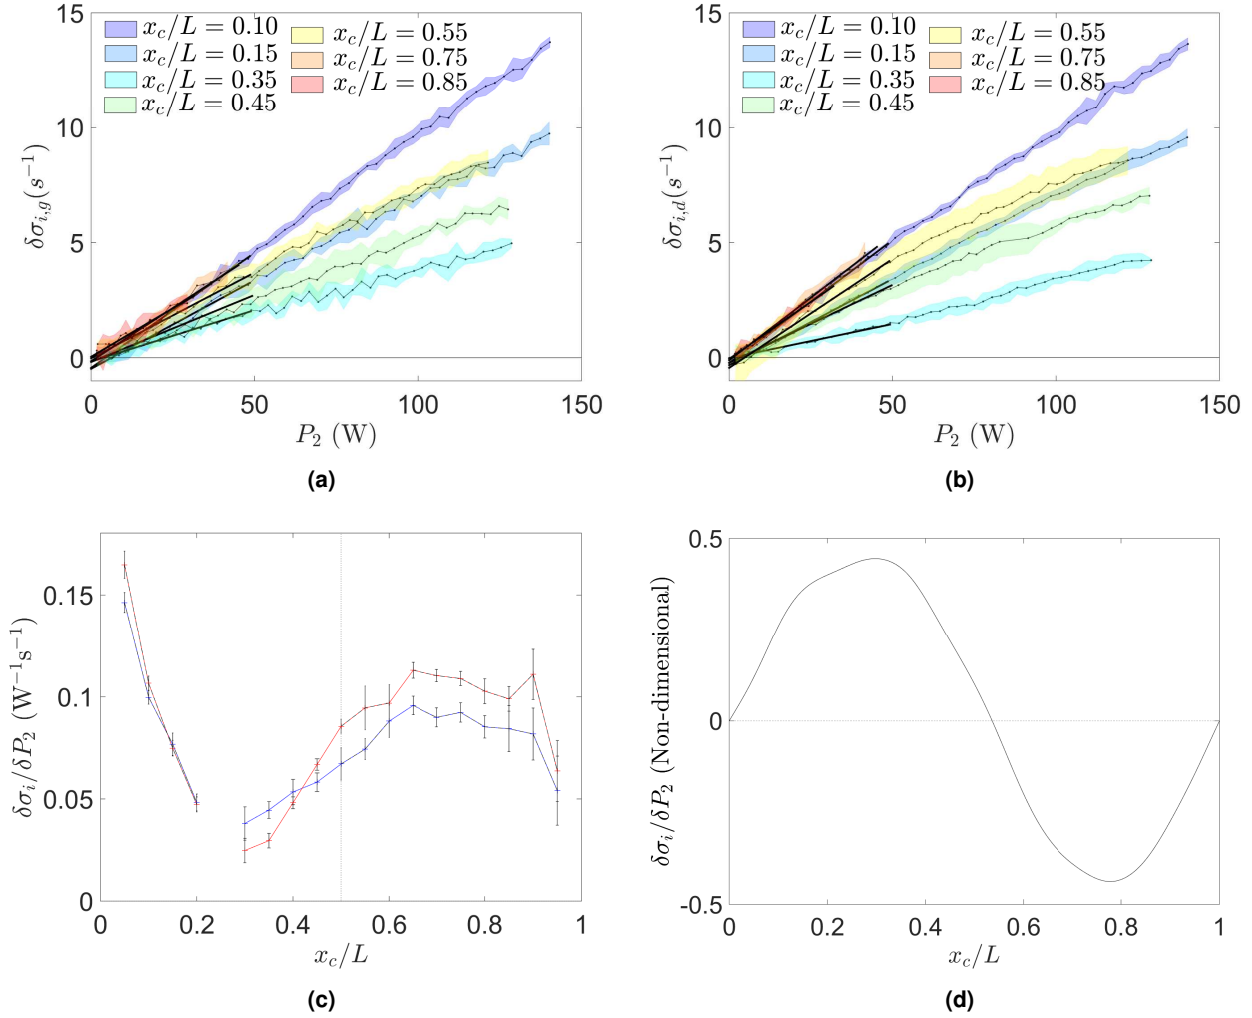 15
10
5
0
0
50
100
150
x_c/L = 0.10
x_c/L = 0.15
x_c/L = 0.35
x_c/L = 0.45
x_c/L = 0.55
x_c/L = 0.75
x_c/L = 0.85
δσ_{i,g}(s^{-1})
P_2 (W)
(a)
15
10
5
0
0
50
100
150
x_c/L = 0.10
x_c/L = 0.15
x_c/L = 0.35
x_c/L = 0.45
x_c/L = 0.55
x_c/L = 0.75
x_c/L = 0.85
δσ_{i,d}(s^{-1})
P_2 (W)
(b)
0.15
0.1
0.05
0
0
0.2
0.4
0.6
0.8
1
δσ_i/δP_2 (W^{-1}s^{-1})
x_c/L
(c)
0.5
0
-0.5
0
0.2
0.4
0.6
0.8
1
δσ_i/δP_2 (Non-dimensional)
x_c/L
(d)